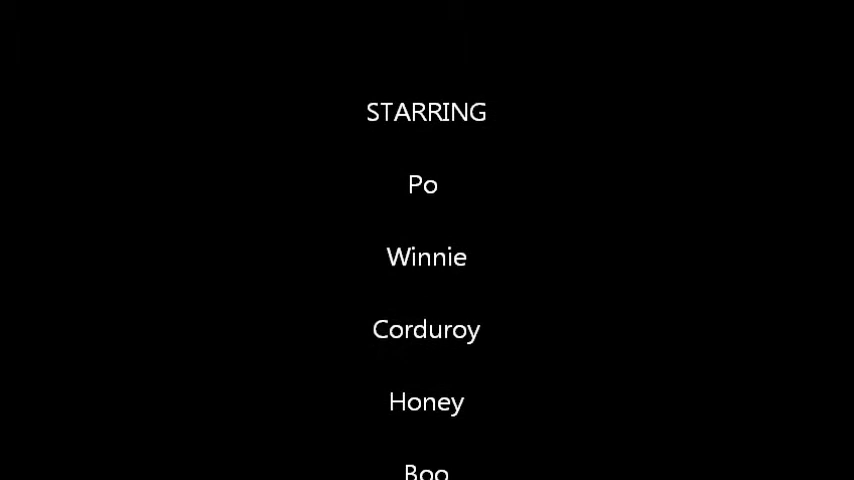 STARRING
Po
Winnie
Corduroy
Honey
Boo